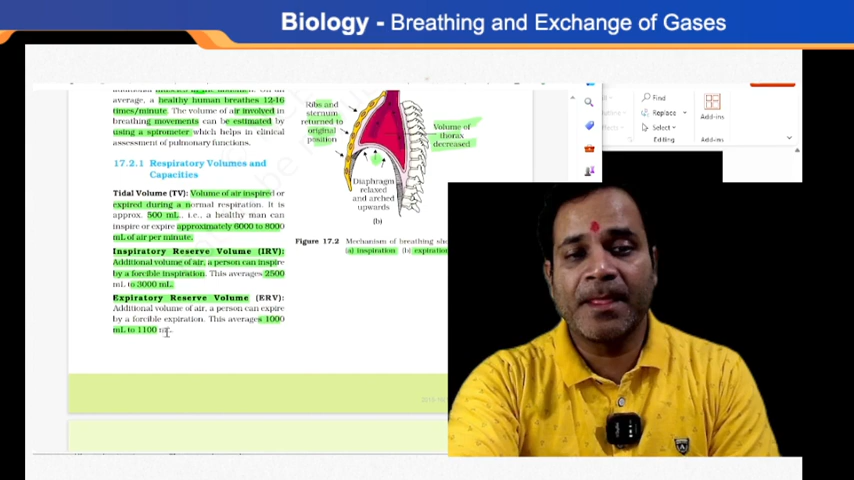 Biology - Breathing and Exchange of Gases
average, a healthy human breathes 12-16
times/minute. The volume of air involved in
breathing movements can be estimated by
using a spirometer which helps in clinical
assessment of pulmonary functions.
17.2.1 Respiratory Volumes and
Capacities
Tidal Volume (TV): Volume of air inspired or
expired during a normal respiration. It is
approx. 500 mL., i.e., a healthy man can
inspire or expire approximately 6000 to 8000
mL of air per minute.
Inspiratory Reserve Volume (IRV):
Additional volume of air, a person can inspire
by a forcible inspiration. This averages 2500
mL to 3000 mL.
Expiratory Reserve Volume (ERV):
Additional volume of air, a person can expire
by a forcible expiration. This averages 1000
mL to 1100
Ribs and
sternum
returned to
original
position
Volume of
thorax
decreased
Diaphragm
relaxed
and arched
upwards
(b)
Figure 17.2 Mechanism of breathing
(a) inspiration (b)
Find
Replace
Select
Editing
Add-ins
Add-ins